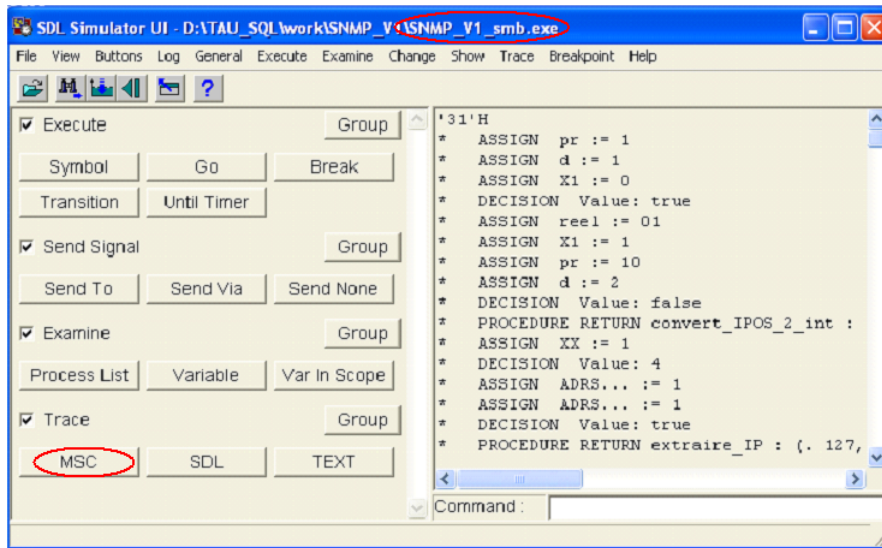 SDL Simulator UI - D:\TAU_SQL\work\SNMP_V1\SNMP_V1_smb.exe
File View Buttons Log General Execute Examine Change Show Trace Breakpoint Help
?
Execute Group
Symbol Go Break
Transition Until Timer
Send Signal Group
Send To Send Via Send None
Examine Group
Process List Variable Var In Scope
Trace Group
MSC SDL TEXT
'31'H
* ASSIGN pr := 1
* ASSIGN d := 1
* ASSIGN X1 := 0
* DECISION Value: true
* ASSIGN reel := 01
* ASSIGN X1 := 1
* ASSIGN pr := 10
* ASSIGN d := 2
* DECISION Value: false
* PROCEDURE RETURN convert_IPOS_2_int :
* ASSIGN XX := 1
* DECISION Value: 4
* ASSIGN ADRS... := 1
* ASSIGN ADRS... := 1
* DECISION Value: true
* PROCEDURE RETURN extraire_IP : (. 127,
Command :